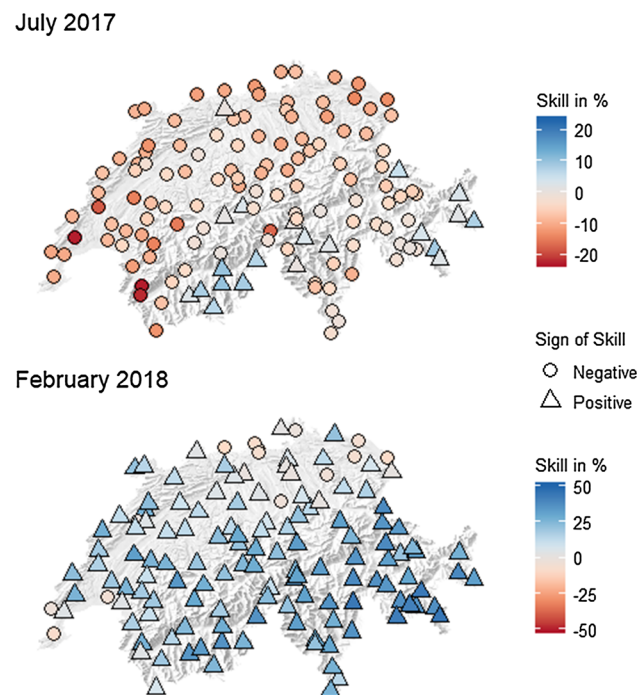 July 2017
Skill in %
20
10
0
-10
-20
Sign of Skill
Negative
Positive
February 2018
Skill in %
50
25
0
-25
-50